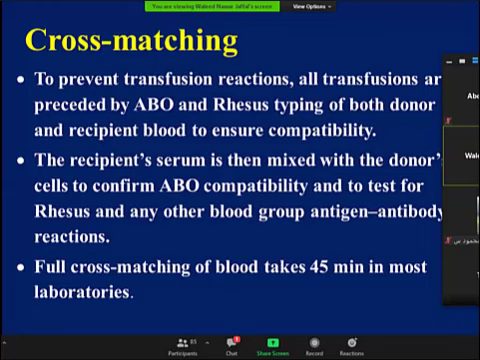 You are viewing Waleed Nassar Jaffal's screen
View Options
Cross-matching
• To prevent transfusion reactions, all transfusions ar
preceded by ABO and Rhesus typing of both donor
and recipient blood to ensure compatibility.
• The recipient's serum is then mixed with the donor'
cells to confirm ABO compatibility and to test for
Rhesus and any other blood group antigen–antibody
reactions.
• Full cross-matching of blood takes 45 min in most
laboratories.
Abo
Wale
محمود س
Participants
Chat
Share Screen
Record
Reactions